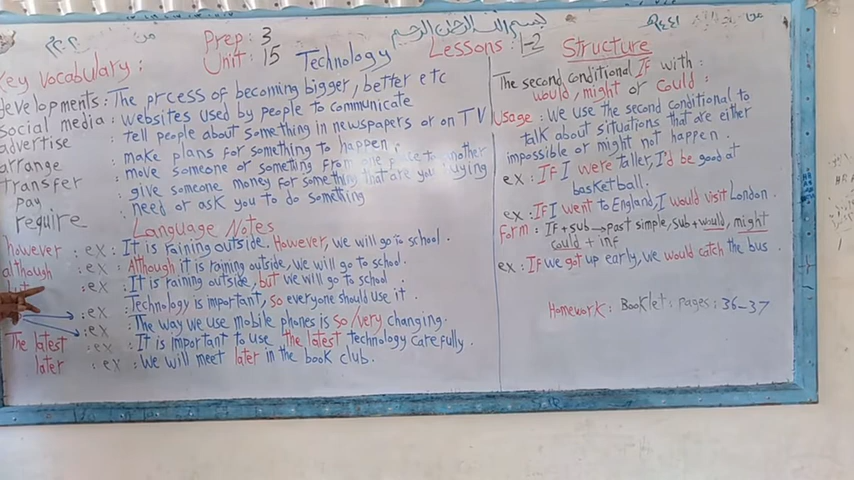 بسم الله الرحمن الرحيم
Prep: 3
Unit: 15
Technology
Lessons: 1-2
Key Vocabulary:
developments: The prcess of becoming bigger, better etc
social media: websites used by people to communicate
advertise : tell people about something in newspapers or on TV
arrange : make plans for something to happen.
transfer : move someone or something from one place to another
pay : give someone money for something that are you buying
require : need or ask you to do something
Language Notes
however : ex : It is raining outside. However, we will go to school.
although : ex : Although it is raining outside, we will go to school.
: ex : It is raining outside, but we will go to school.
: ex : Technology is important, so everyone should use it.
: ex : The way we use mobile phones is so/very changing.
The latest : ex : It is important to use the latest technology carefully.
later : ex : We will meet later in the book club.
Structure
The second conditional If with:
would, might or could:
Usage : We use the second conditional to
talk about situations that are either
impossible or might not happen.
ex : If I were taller, I'd be good at
basketball.
ex : If I went to England, I would visit London.
Form : If + sub → past simple, sub + would, might
could + inf
ex : If we got up early, we would catch the bus
Homework : Booklet : pages : 36-37